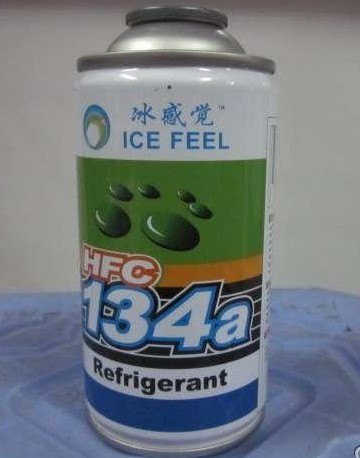 冰感觉™
ICE FEEL
HFC
134a
Refrigerant